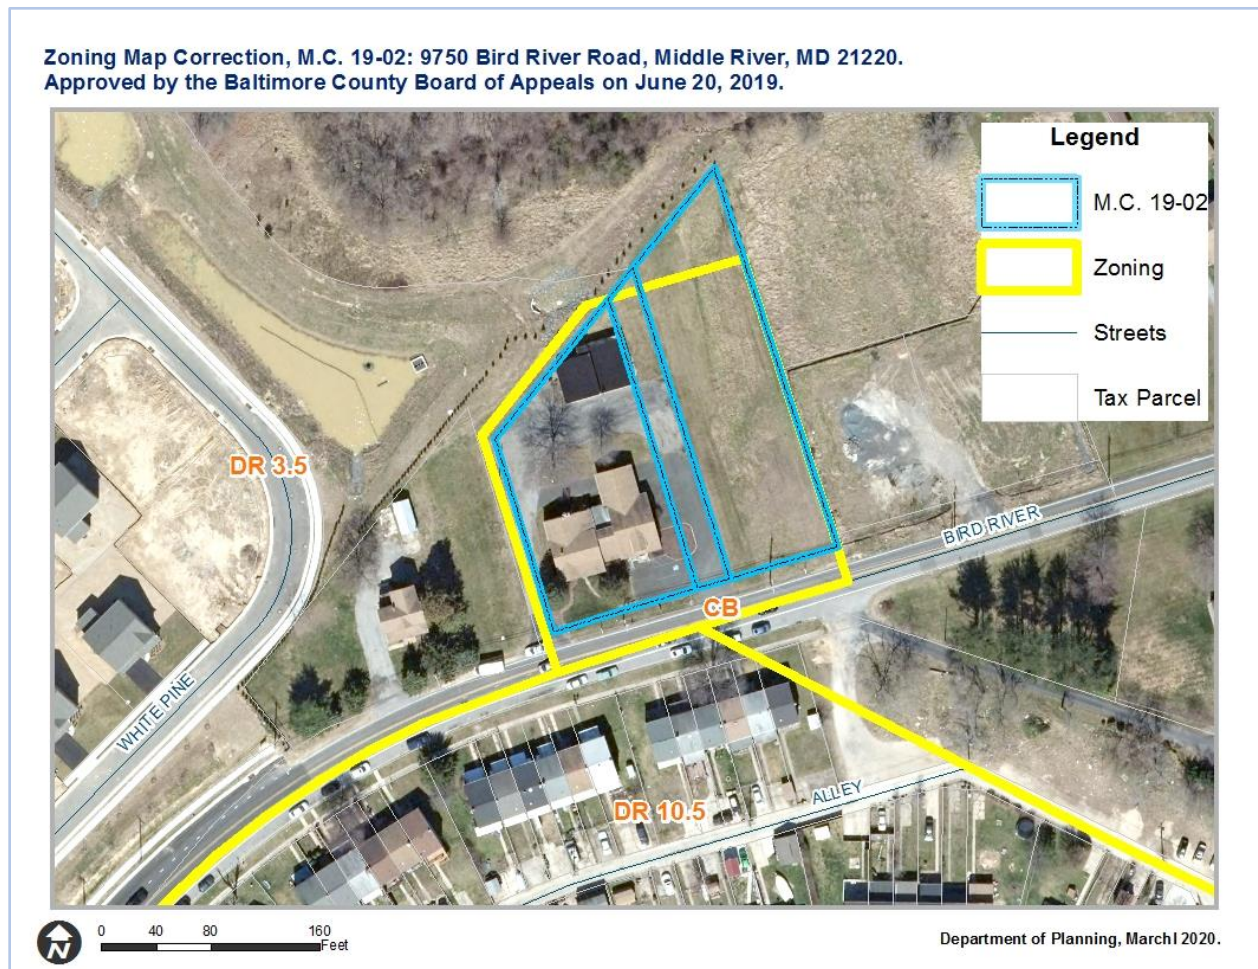 Zoning Map Correction, M.C. 19-02: 9750 Bird River Road, Middle River, MD 21220.
Approved by the Baltimore County Board of Appeals on June 20, 2019.
Legend
M.C. 19-02
Zoning
Streets
Tax Parcel
DR 3.5
BIRD RIVER
CB
WHITE PINE
ALLEY
DR 10.5
N
0 40 80 160
Feet
Department of Planning, MarchI 2020.